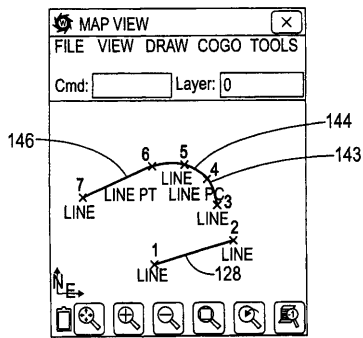 MAP VIEW
FILE VIEW DRAW COGO TOOLS
Cmd: Layer: 0
146
144
143
6 5
4
7 LINE
LINE PT LINE PC
3
LINE LINE
2
1 LINE
LINE 128
N
E